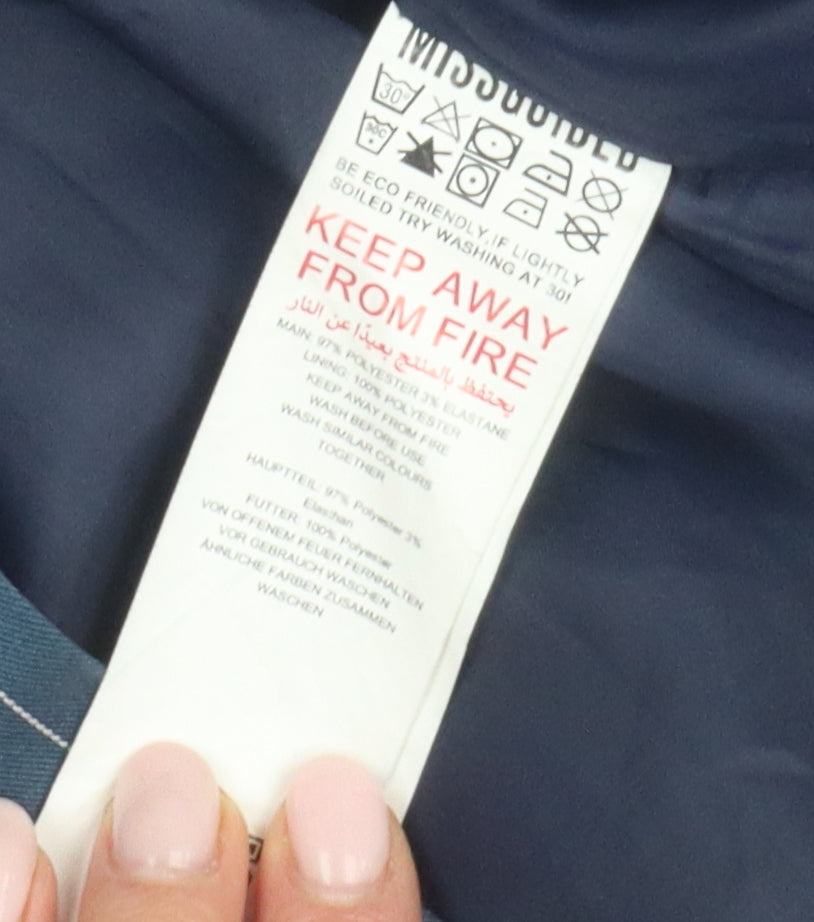 MISSGUIDED
30°
30C
BE ECO FRIENDLY,IF LIGHTLY
SOILED TRY WASHING AT 30!
KEEP AWAY
FROM FIRE
يحتفظ بالمنتج بعيدًا عن النار
MAIN: 97% POLYESTER 3% ELASTANE
LINING: 100% POLYESTER
KEEP AWAY FROM FIRE
WASH BEFORE USE
WASH SIMILAR COLOURS
TOGETHER
HAUPTTEIL: 97% Polyester 3%
Elasthan
FUTTER: 100% Polyester
VON OFFENEM FEUER FERNHALTEN
VOR GEBRAUCH WASCHEN
ÄHNLICHE FARBEN ZUSAMMEN
WASCHEN